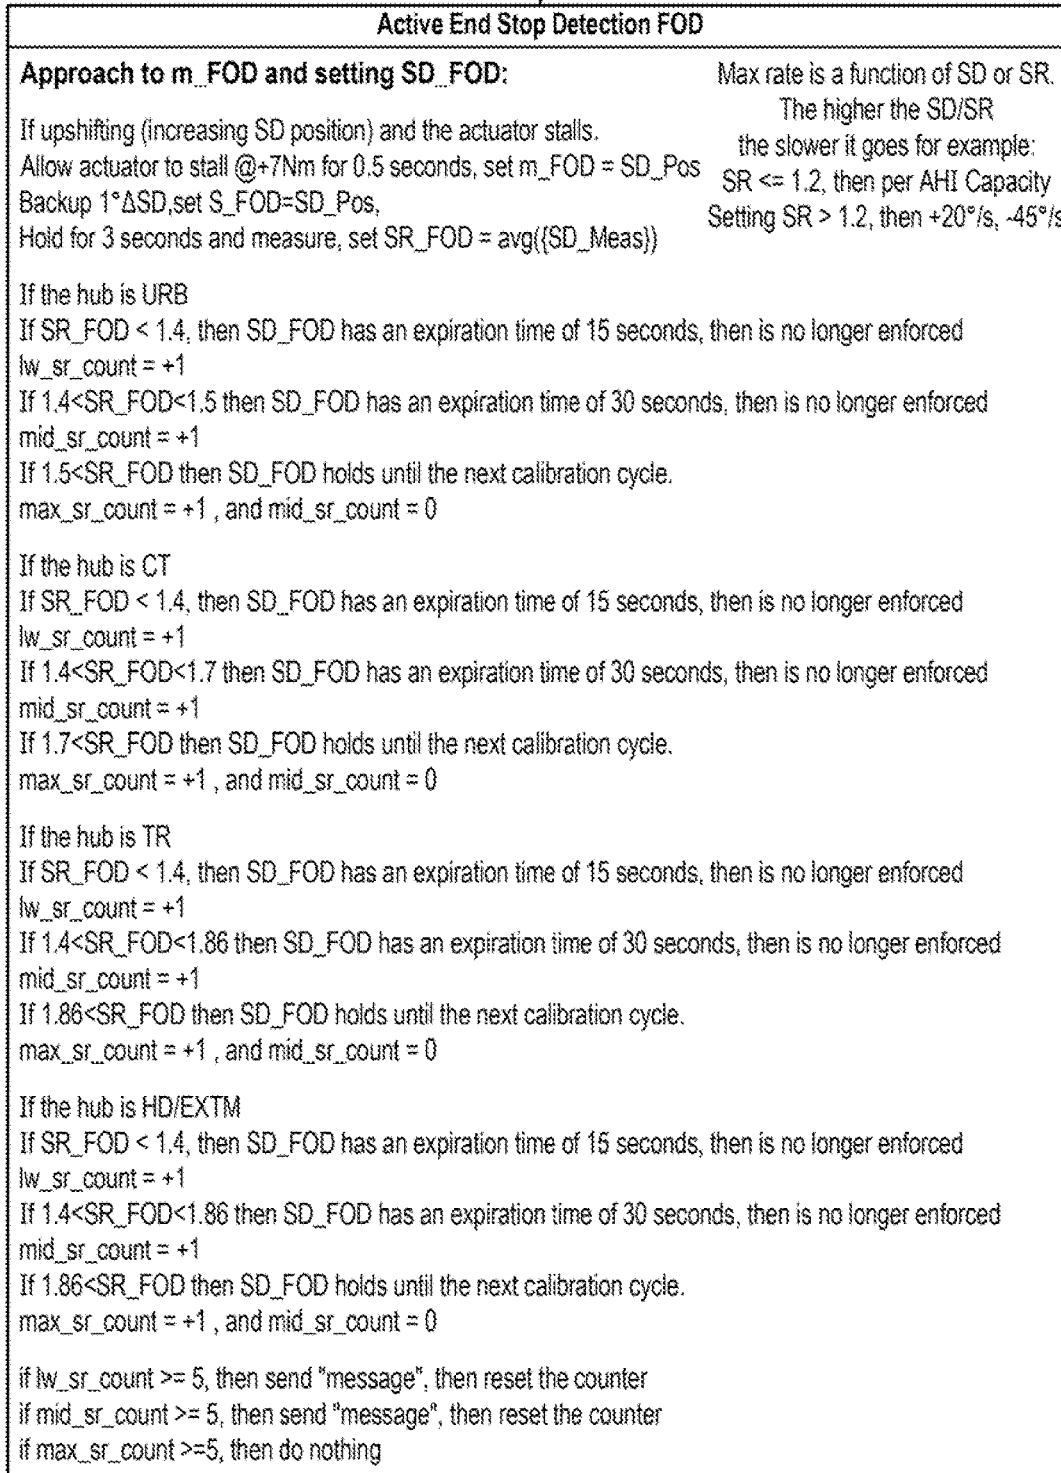 Active End Stop Detection FOD
Approach to m_FOD and setting SD_FOD:
If upshifting (increasing SD position) and the actuator stalls.
Allow actuator to stall @+7Nm for 0.5 seconds, set m_FOD = SD_Pos
Backup 1°ΔSD,set S_FOD=SD_Pos,
Hold for 3 seconds and measure, set SR_FOD = avg({SD_Meas})
Max rate is a function of SD or SR.
The higher the SD/SR
the slower it goes for example:
SR <= 1.2, then per AHI Capacity
Setting SR > 1.2, then +20°/s, -45°/s
If the hub is URB
If SR_FOD < 1.4, then SD_FOD has an expiration time of 15 seconds, then is no longer enforced
lw_sr_count = +1
If 1.4<SR_FOD<1.5 then SD_FOD has an expiration time of 30 seconds, then is no longer enforced
mid_sr_count = +1
If 1.5<SR_FOD then SD_FOD holds until the next calibration cycle.
max_sr_count = +1 , and mid_sr_count = 0
If the hub is CT
If SR_FOD < 1.4, then SD_FOD has an expiration time of 15 seconds, then is no longer enforced
lw_sr_count = +1
If 1.4<SR_FOD<1.7 then SD_FOD has an expiration time of 30 seconds, then is no longer enforced
mid_sr_count = +1
If 1.7<SR_FOD then SD_FOD holds until the next calibration cycle.
max_sr_count = +1 , and mid_sr_count = 0
If the hub is TR
If SR_FOD < 1.4, then SD_FOD has an expiration time of 15 seconds, then is no longer enforced
lw_sr_count = +1
If 1.4<SR_FOD<1.86 then SD_FOD has an expiration time of 30 seconds, then is no longer enforced
mid_sr_count = +1
If 1.86<SR_FOD then SD_FOD holds until the next calibration cycle.
max_sr_count = +1 , and mid_sr_count = 0
If the hub is HD/EXTM
If SR_FOD < 1.4, then SD_FOD has an expiration time of 15 seconds, then is no longer enforced
lw_sr_count = +1
If 1.4<SR_FOD<1.86 then SD_FOD has an expiration time of 30 seconds, then is no longer enforced
mid_sr_count = +1
If 1.86<SR_FOD then SD_FOD holds until the next calibration cycle.
max_sr_count = +1 , and mid_sr_count = 0
if lw_sr_count >= 5, then send "message", then reset the counter
if mid_sr_count >= 5, then send "message", then reset the counter
if max_sr_count >=5, then do nothing